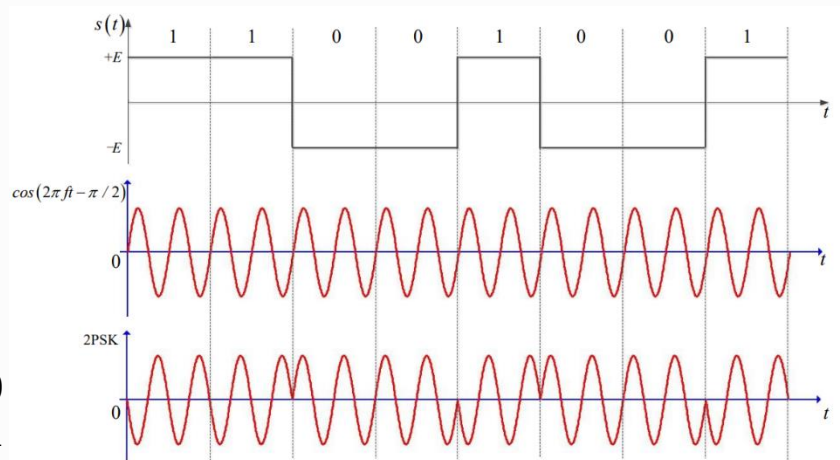 s(t)
1 1 0 0 1 0 0 1
+E
t
−E
cos(2πft−π/2)
0
t
2PSK
0
t